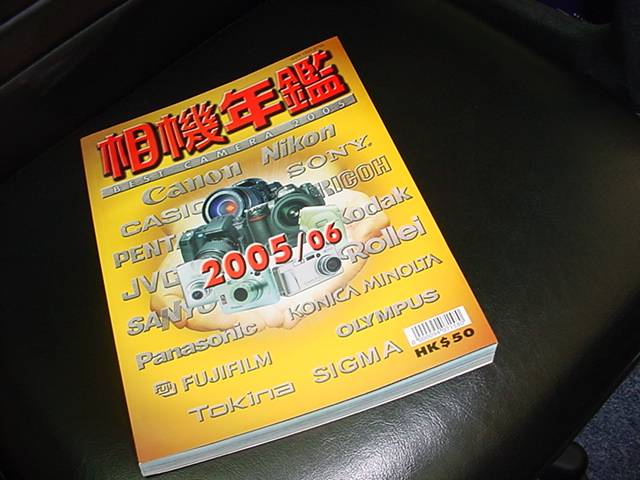 相機年鑑
BEST CAMERA 2005
Canon Nikon
CASIO SONY
RICOH
PENTA
Kodak
JVC
2005/06
Rollei
SANYO
KONICA MINOLTA
Panasonic
OLYMPUS
FUJIFILM
SIGMA
Tokina
HK$50